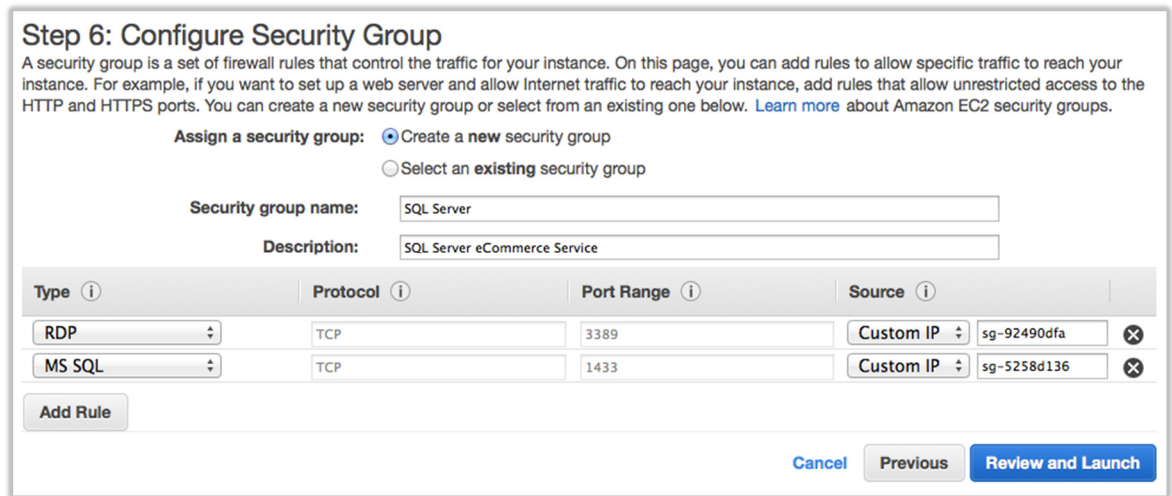 Step 6: Configure Security Group
A security group is a set of firewall rules that control the traffic for your instance. On this page, you can add rules to allow specific traffic to reach your
instance. For example, if you want to set up a web server and allow Internet traffic to reach your instance, add rules that allow unrestricted access to the
HTTP and HTTPS ports. You can create a new security group or select from an existing one below. Learn more about Amazon EC2 security groups.
Assign a security group: Create a new security group
Select an existing security group
Security group name: SQL Server
Description: SQL Server eCommerce Service
Type i Protocol i Port Range i Source i
RDP TCP 3389 Custom IP sg-92490dfa
MS SQL TCP 1433 Custom IP sg-5258d136
Add Rule
Cancel Previous Review and Launch